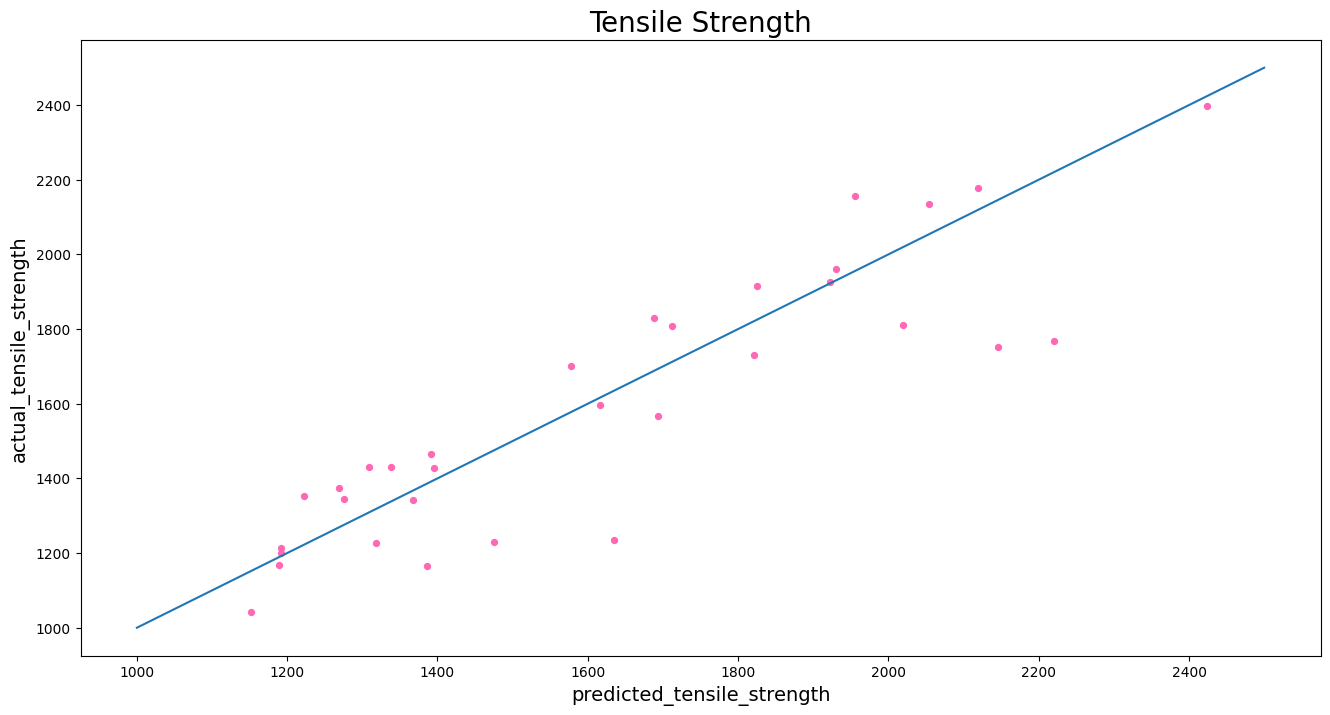 Tensile Strength
actual_tensile_strength
2400
2200
2000
1800
1600
1400
1200
1000
1000 1200 1400 1600 1800 2000 2200 2400
predicted_tensile_strength